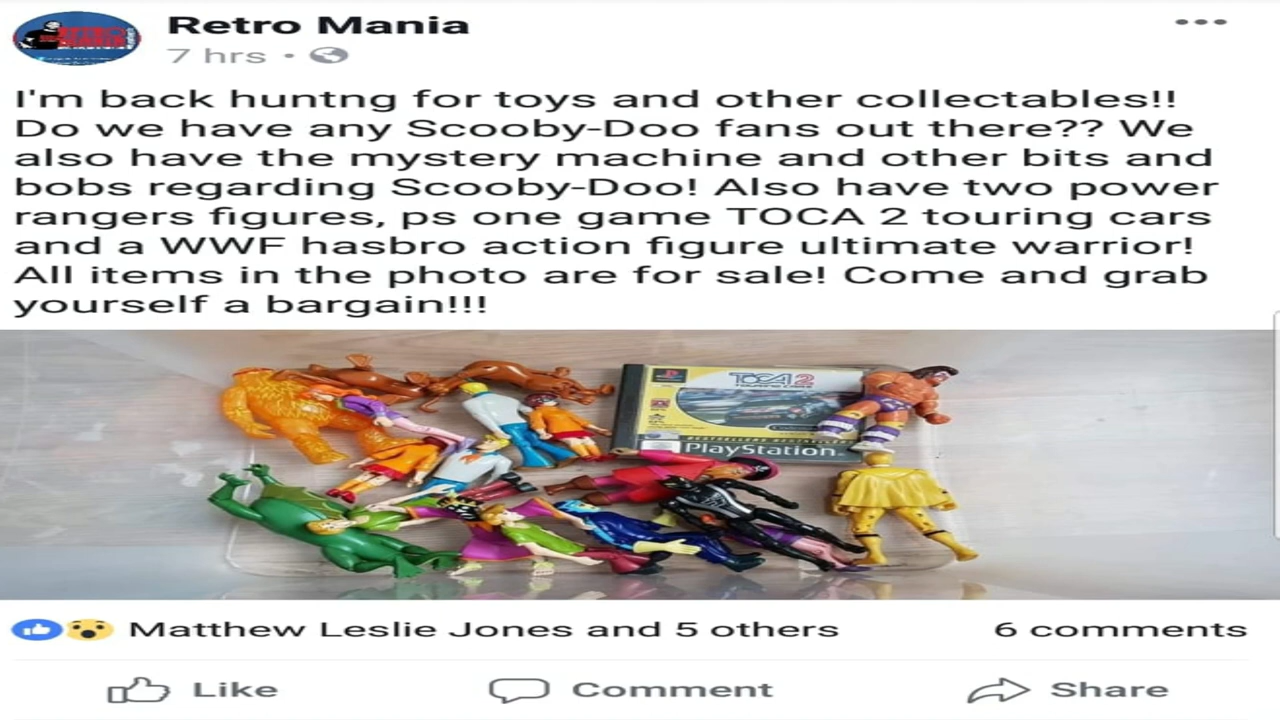 Retro Mania
7 hrs
I'm back huntng for toys and other collectables!!
Do we have any Scooby-Doo fans out there?? We
also have the mystery machine and other bits and
bobs regarding Scooby-Doo! Also have two power
rangers figures, ps one game TOCA 2 touring cars
and a WWF hasbro action figure ultimate warrior!
All items in the photo are for sale! Come and grab
yourself a bargain!!!
TOCA 2
TOURING CARS
PlayStation
Matthew Leslie Jones and 5 others
6 comments
Like
Comment
Share